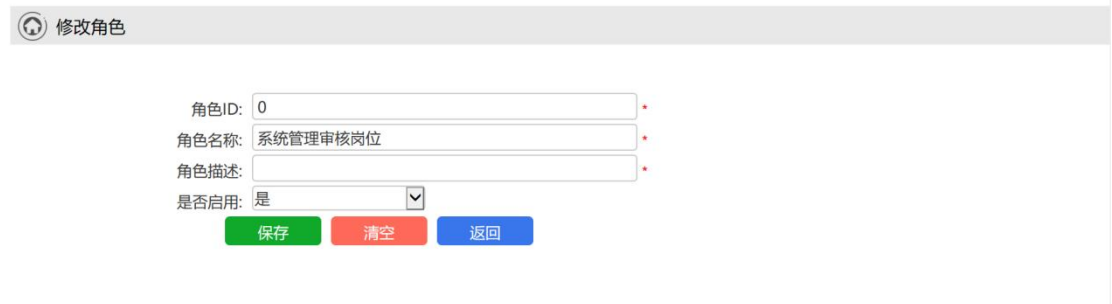 修改角色
角色ID: 0 *
角色名称: 系统管理审核岗位 *
角色描述: *
是否启用: 是
保存 清空 返回